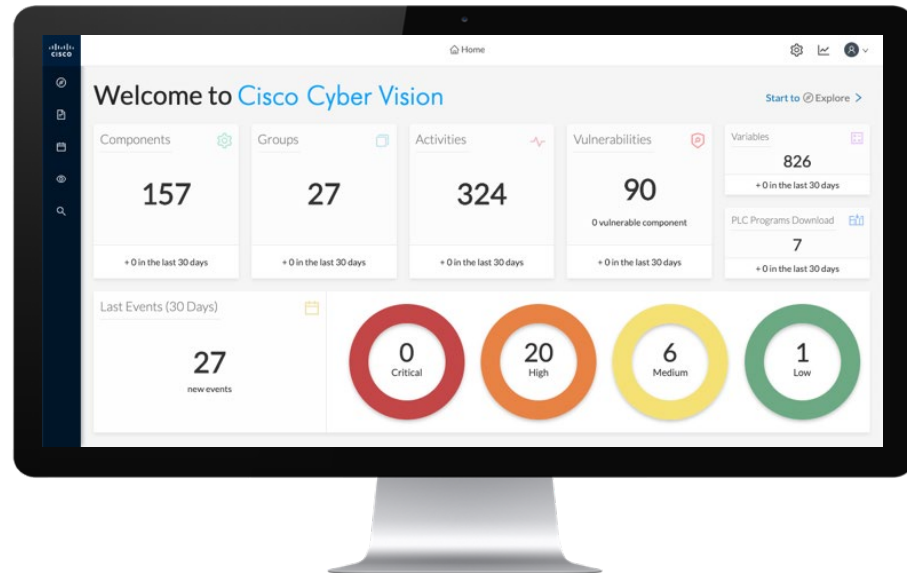 cisco
Home
Welcome to Cisco Cyber Vision
Start to Explore >
Components
157
+ 0 in the last 30 days
Groups
27
+ 0 in the last 30 days
Activities
324
+ 0 in the last 30 days
Vulnerabilities
90
0 vulnerable component
+ 0 in the last 30 days
Variables
826
+ 0 in the last 30 days
PLC Programs Download
7
+ 0 in the last 30 days
Last Events (30 Days)
27
new events
0
Critical
20
High
6
Medium
1
Low